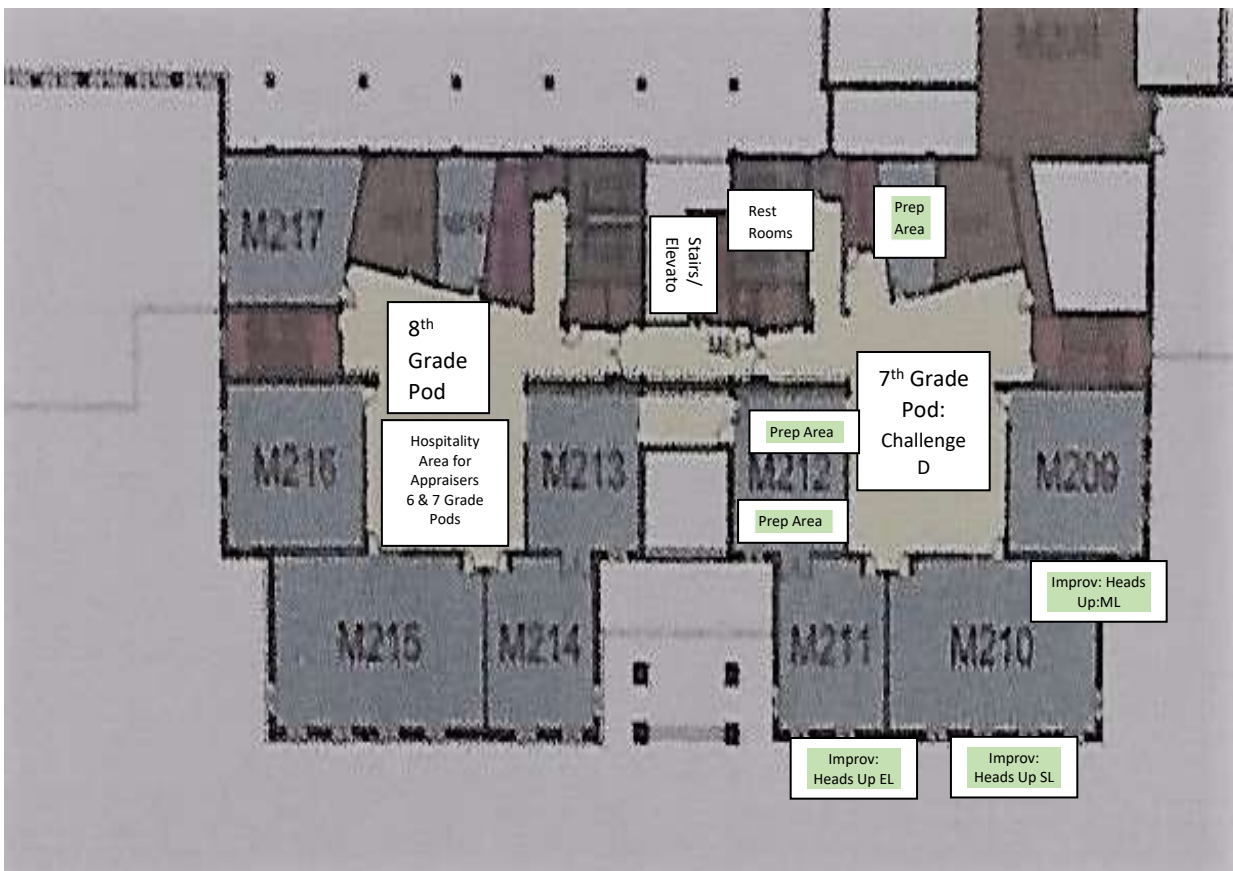 M217
Rest
Rooms
Prep
Area
Stairs/
Elevato
8th
Grade
Pod
7th Grade
Pod:
Challenge
D
Hospitality
Area for
Appraisers
6 & 7 Grade
Pods
M216
M213
Prep Area
M212
Prep Area
M209
Improv: Heads
Up:ML
M215
M214
M211
M210
Improv:
Heads Up EL
Improv:
Heads Up SL